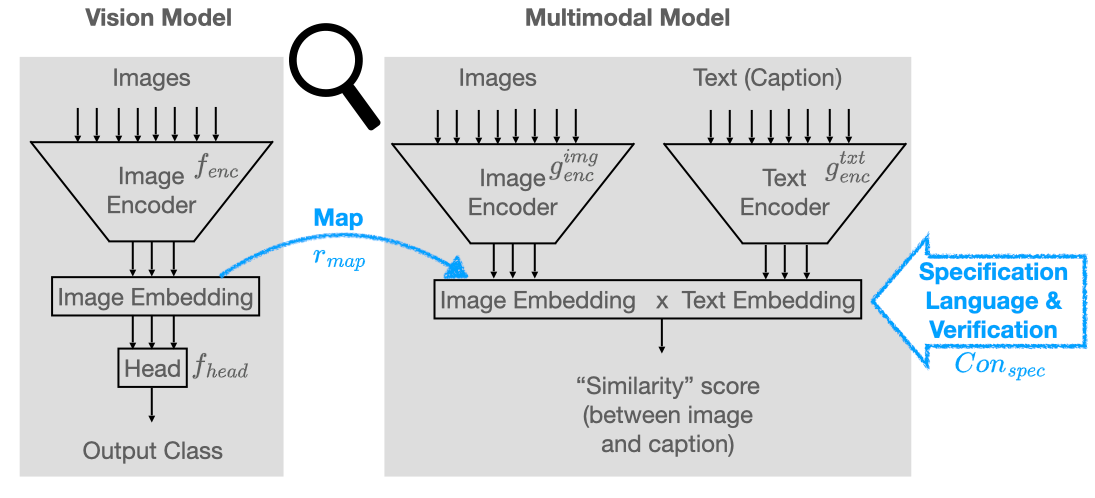 Vision Model
Images
Image
Encoder
f_{enc}
Image Embedding
Head
f_{head}
Output Class
Map
r_{map}
Multimodal Model
Images
Text (Caption)
Image
Encoder
g_{enc}^{img}
Text
Encoder
g_{enc}^{txt}
Image Embedding x Text Embedding
“Similarity” score
(between image
and caption)
Specification
Language &
Verification
Con_{spec}